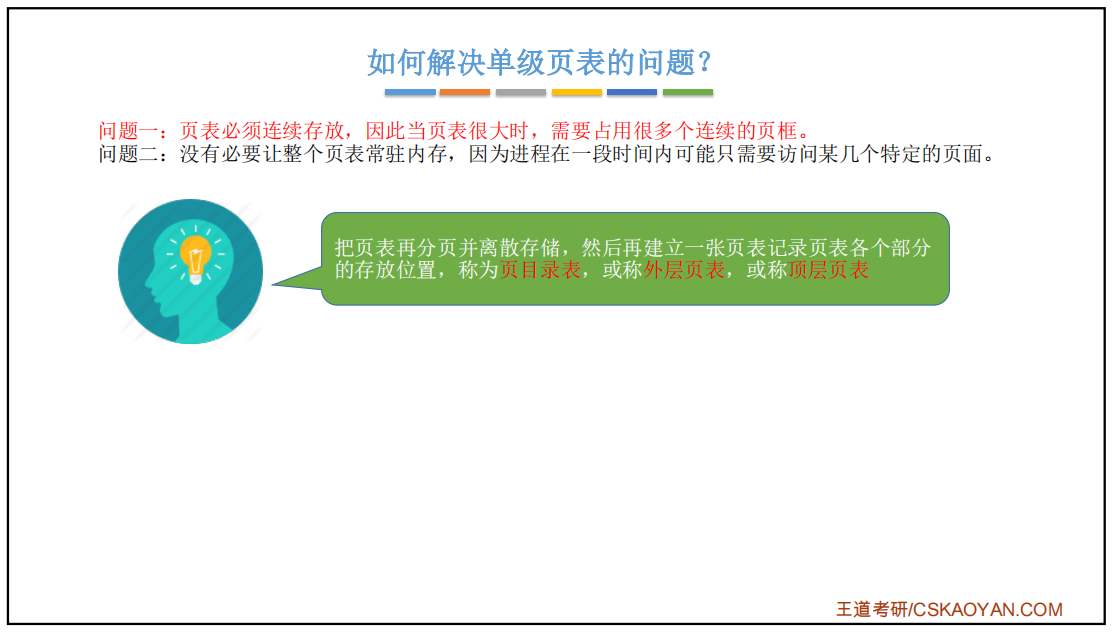 如何解决单级页表的问题？
问题一：页表必须连续存放，因此当页表很大时，需要占用很多个连续的页框。
问题二：没有必要让整个页表常驻内存，因为进程在一段时间内可能只需要访问某几个特定的页面。
把页表再分页并离散存储，然后再建立一张页表记录页表各个部分
的存放位置，称为页目录表，或称外层页表，或称顶层页表
王道考研/CSKAOYAN.COM